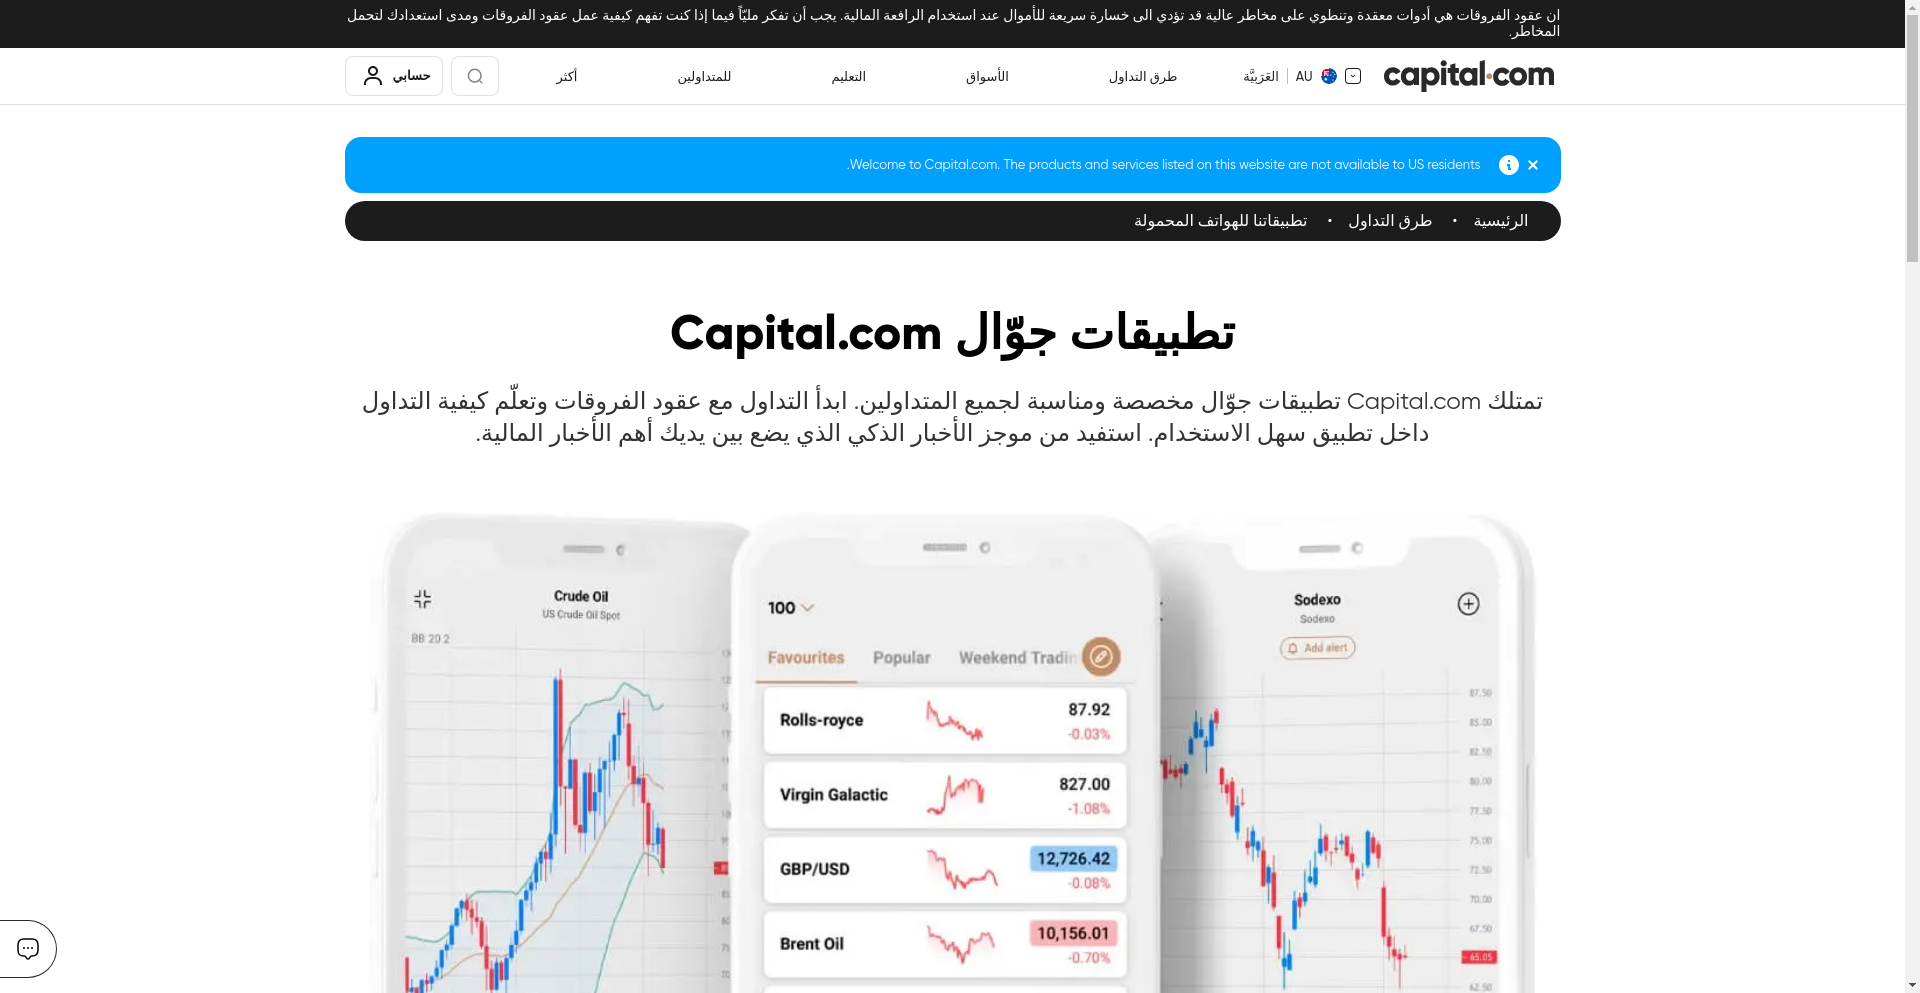 ان عقود الفروقات هي أدوات معقدة وتنطوي على مخاطر عالية قد تؤدي الى خسارة سريعة للأموال عند استخدام الرافعة المالية. يجب أن تفكر مليّاً فيما إذا كنت تفهم كيفية عمل عقود الفروقات ومدى استعدادك لتحمل
المخاطر.
capital.com
AU العَرَبِيَّة
طرق التداول
الأسواق
التعليم
للمتداولين
أكثر
حسابي
Welcome to Capital.com. The products and services listed on this website are not available to US residents.
الرئيسية • طرق التداول • تطبيقاتنا للهواتف المحمولة
تطبيقات جوّال Capital.com
تمتلك Capital.com تطبيقات جوّال مخصصة ومناسبة لجميع المتداولين. ابدأ التداول مع عقود الفروقات وتعلّم كيفية التداول
داخل تطبيق سهل الاستخدام. استفيد من موجز الأخبار الذكي الذي يضع بين يديك أهم الأخبار المالية.
Crude Oil
US Crude Oil Spot
BB 20 2
100
Favourites Popular Weekend Tradin
Rolls-royce 87.92
-0.03%
Virgin Galactic 827.00
-1.08%
GBP/USD 12,726.42
-0.08%
Brent Oil 10,156.01
-0.70%
Sodexo
Sodexo
Add alert
87.50
85.00
82.50
80.00
77.50
75.00
72.50
70.00
67.50
65.05
62.50